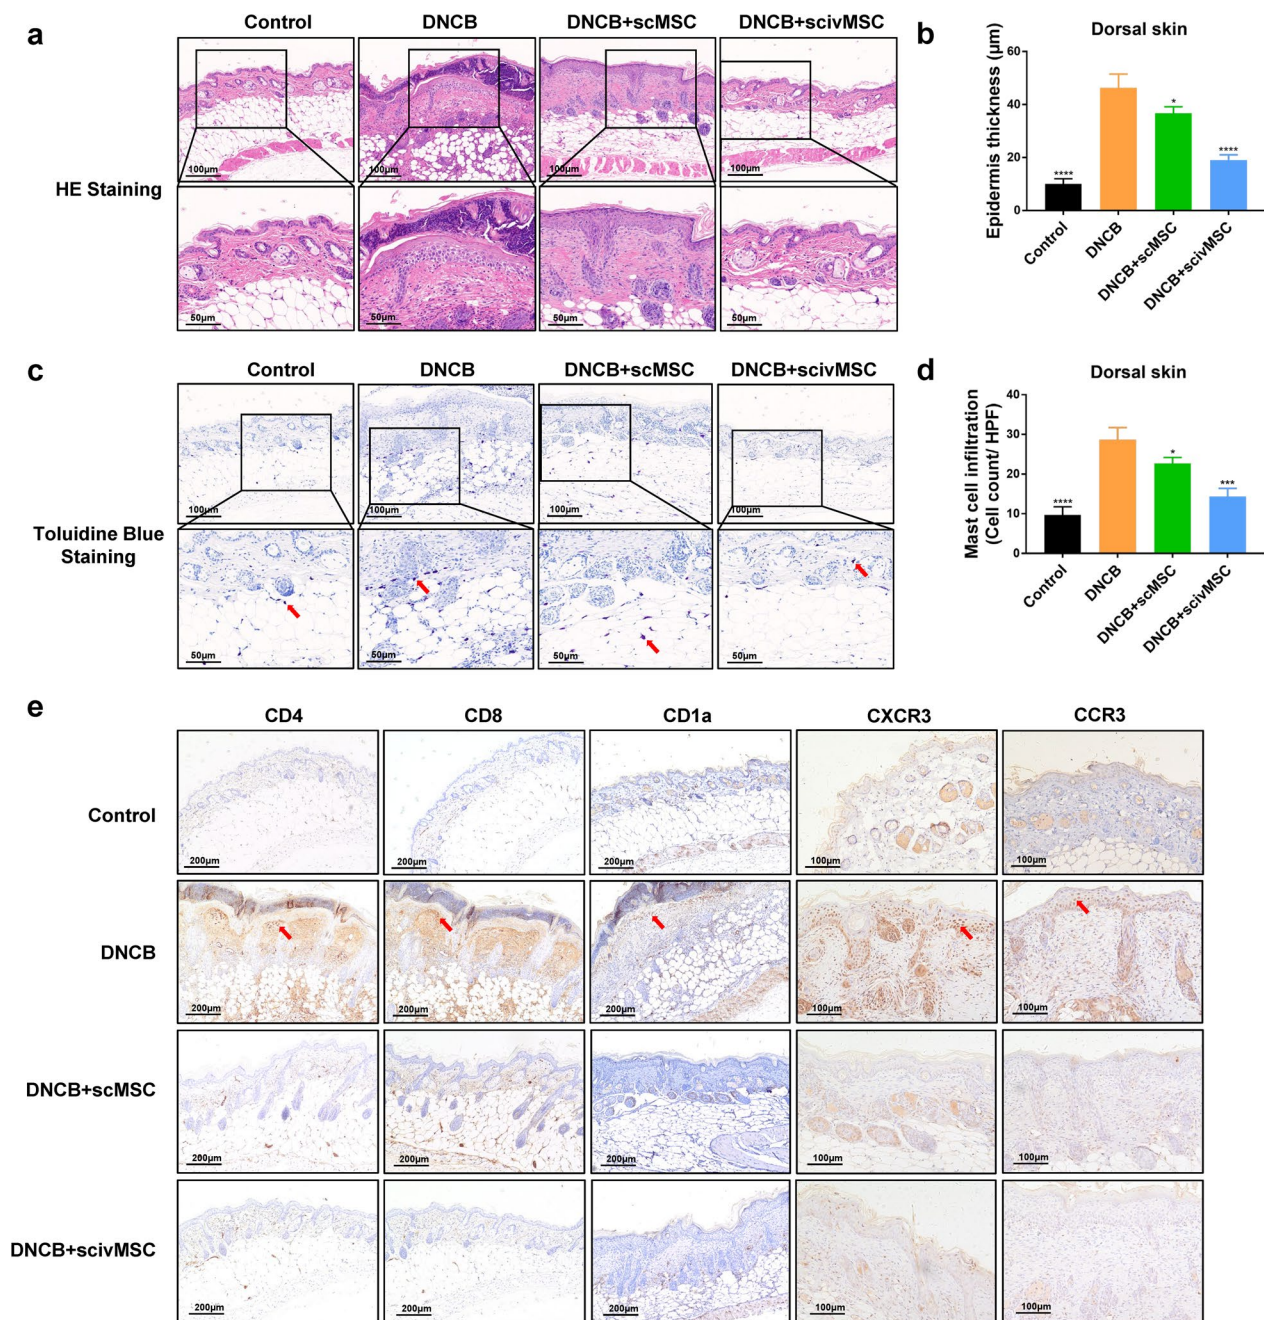 a
Control DNCB DNCB+scMSC DNCB+scivMSC
HE Staining
100μm 100μm 100μm 100μm
50μm 50μm 50μm 50μm
b
Dorsal skin
Epidermis thickness (μm)
60
40
20
0
**** * ****
Control DNCB DNCB+scMSC DNCB+scivMSC
c
Control DNCB DNCB+scMSC DNCB+scivMSC
Toluidine Blue
Staining
100μm 100μm 100μm 100μm
50μm 50μm 50μm 50μm
d
Dorsal skin
Mast cell infiltration
(Cell count/ HPF)
40
30
20
10
0
**** * ***
Control DNCB DNCB+scMSC DNCB+scivMSC
e
CD4 CD8 CD1a CXCR3 CCR3
Control
200μm 200μm 200μm 100μm 100μm
DNCB
200μm 200μm 200μm 100μm 100μm
DNCB+scMSC
200μm 200μm 200μm 100μm 100μm
DNCB+scivMSC
200μm 200μm 200μm 100μm 100μm